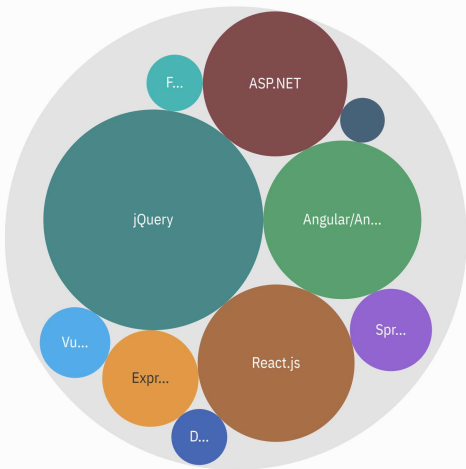 F...
ASP.NET
jQuery
Angular/An...
Vu...
Expr...
React.js
Spr...
D...